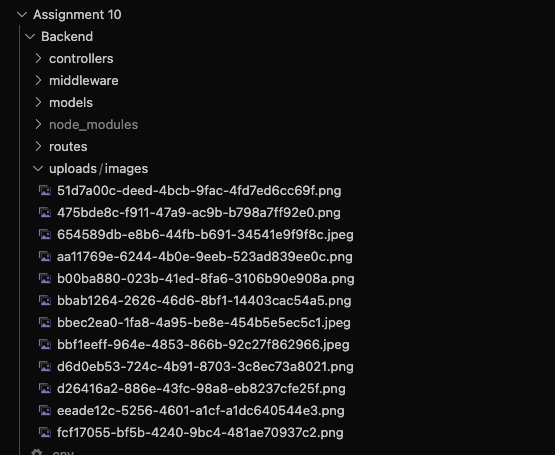 Assignment 10
Backend
controllers
middleware
models
node_modules
routes
uploads/images
51d7a00c-deed-4bcb-9fac-4fd7ed6cc69f.png
475bde8c-f911-47a9-ac9b-b798a7ff92e0.png
654589db-e8b6-44fb-b691-34541e9f9f8c.jpeg
aa11769e-6244-4b0e-9eeb-523ad839ee0c.png
b00ba880-023b-41ed-8fa6-3106b90e908a.png
bbab1264-2626-46d6-8bf1-14403cac54a5.png
bbec2ea0-1fa8-4a95-be8e-454b5e5ec5c1.jpeg
bbf1eeff-964e-4853-866b-92c27f862966.jpeg
d6d0eb53-724c-4b91-8703-3c8ec73a8021.png
d26416a2-886e-43fc-98a8-eb8237cfe25f.png
eeade12c-5256-4601-a1cf-a1dc640544e3.png
fcf17055-bf5b-4240-9bc4-481ae70937c2.png